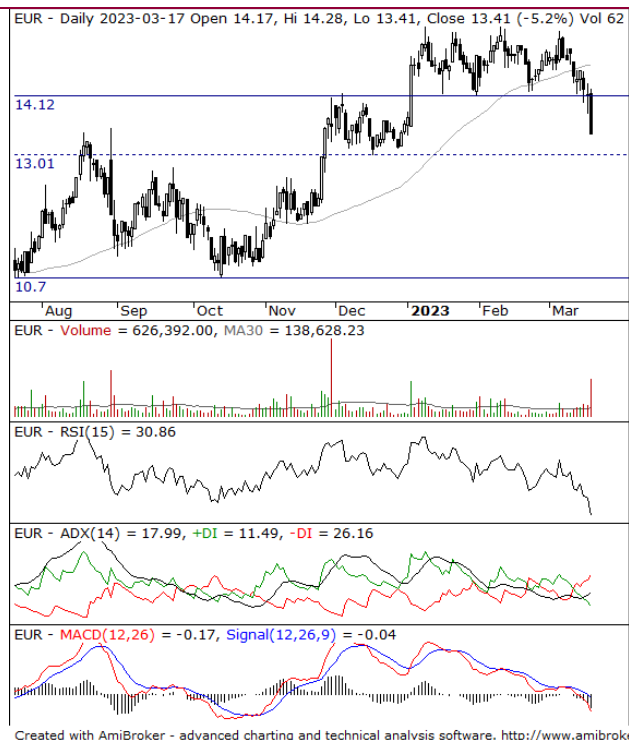 EUR - Daily 2023-03-17 Open 14.17, Hi 14.28, Lo 13.41, Close 13.41 (-5.2%) Vol 62
14.12
13.01
10.7
Aug Sep Oct Nov Dec 2023 Feb Mar
EUR - Volume = 626,392.00, MA30 = 138,628.23
EUR - RSI(15) = 30.86
EUR - ADX(14) = 17.99, +DI = 11.49, -DI = 26.16
EUR - MACD(12,26) = -0.17, Signal(12,26,9) = -0.04
Created with AmiBroker - advanced charting and technical analysis software. http://www.amibroke